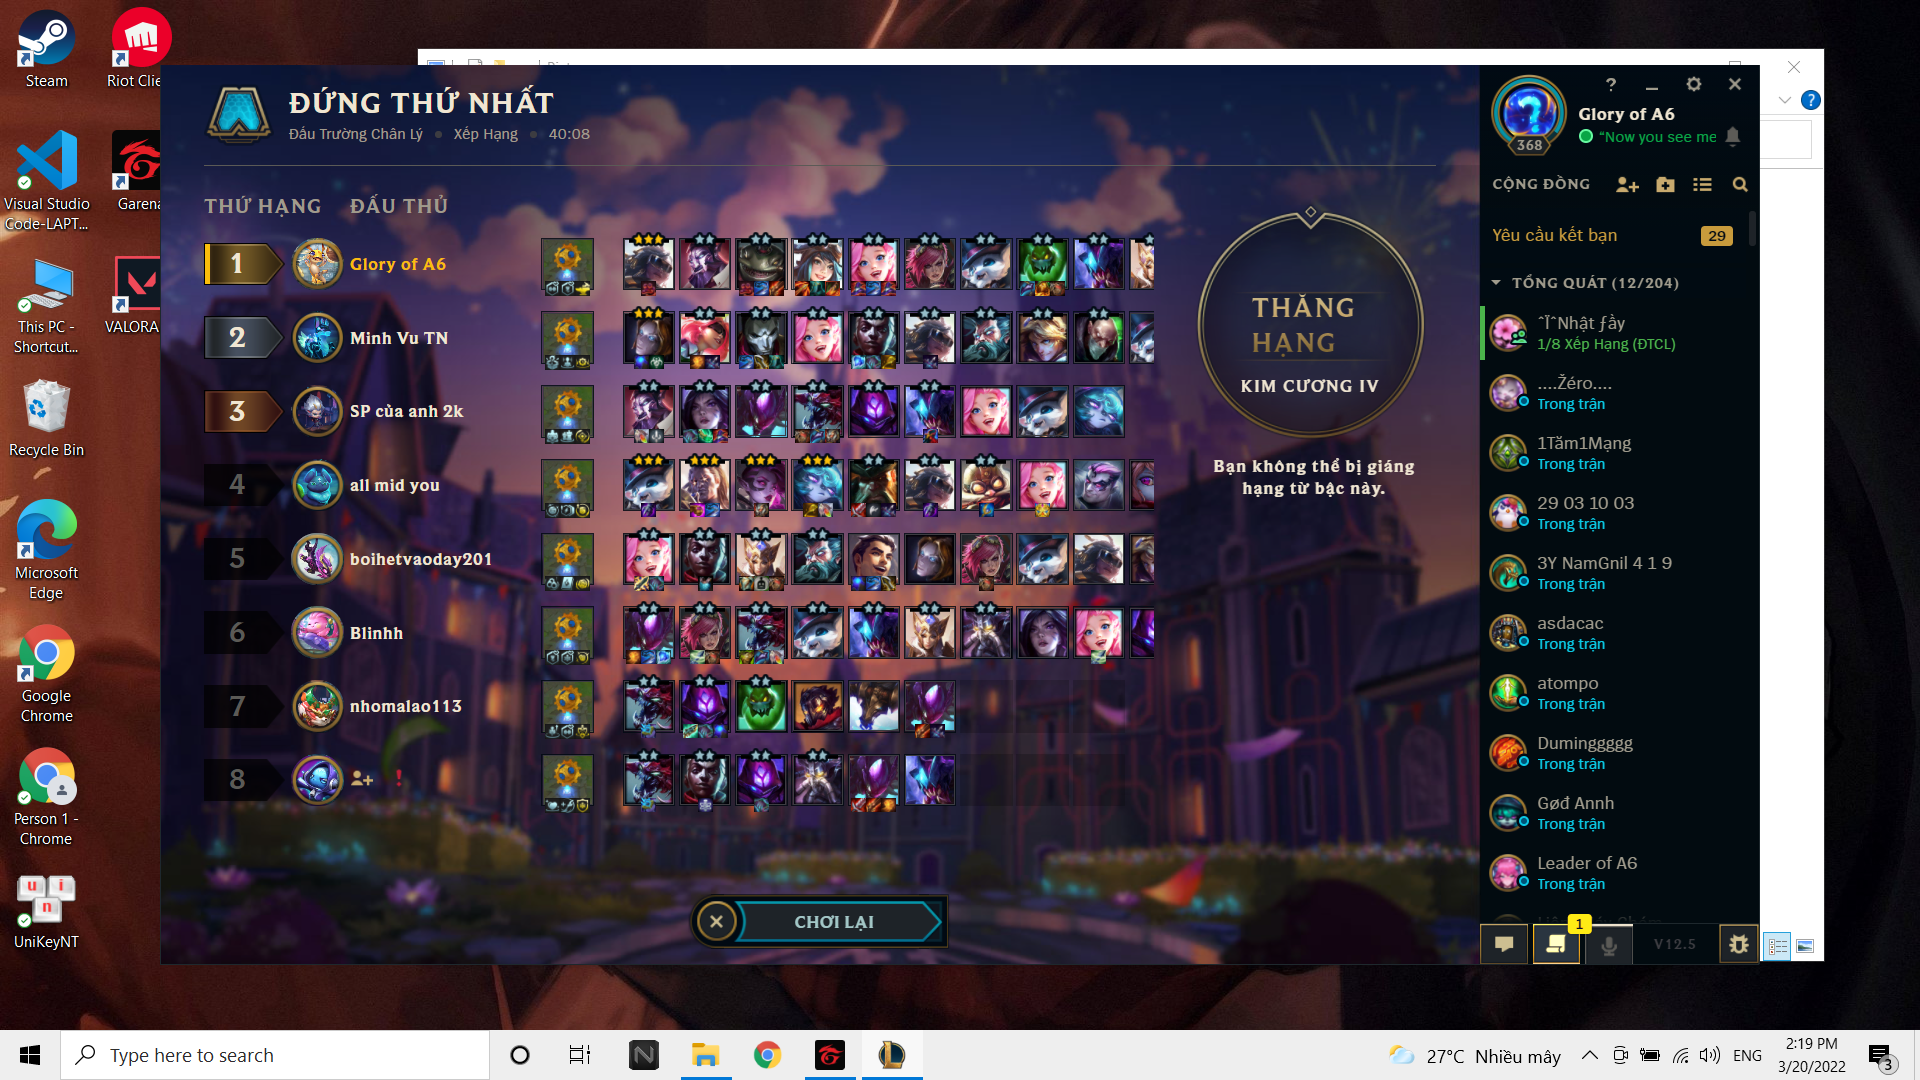 Steam
Riot Clie
Visual Studio
Code-LAPT...
Garena
This PC -
Shortcut...
VALORA
Recycle Bin
Microsoft
Edge
Google
Chrome
Person 1 -
Chrome
UniKeyNT
ĐỨNG THỨ NHẤT
Đấu Trường Chân Lý • Xếp Hạng • 40:08
THỨ HẠNG ĐẤU THỦ
1 Glory of A6
2 Minh Vu TN
3 SP của anh 2k
4 all mid you
5 boihetvaoday201
6 Blinhh
7 nhomalao113
8
THĂNG
HẠNG
KIM CƯƠNG IV
Bạn không thể bị giáng
hạng từ bậc này.
CHƠI LẠI
Glory of A6
"Now you see me
368
CỘNG ĐỒNG
Yêu cầu kết bạn 29
TỔNG QUÁT (12/204)
ˆÏˆNhật ƒầy
1/8 Xếp Hạng (ĐTCL)
....Žéro....
Trong trận
1Tăm1Mạng
Trong trận
29 03 10 03
Trong trận
3Y NamGnil 4 1 9
Trong trận
asdacac
Trong trận
atompo
Trong trận
Duminggggg
Trong trận
Gøđ Annh
Trong trận
Leader of A6
Trong trận
1
V12.5
Type here to search
27°C Nhiều mây
ENG
2:19 PM
3/20/2022
3